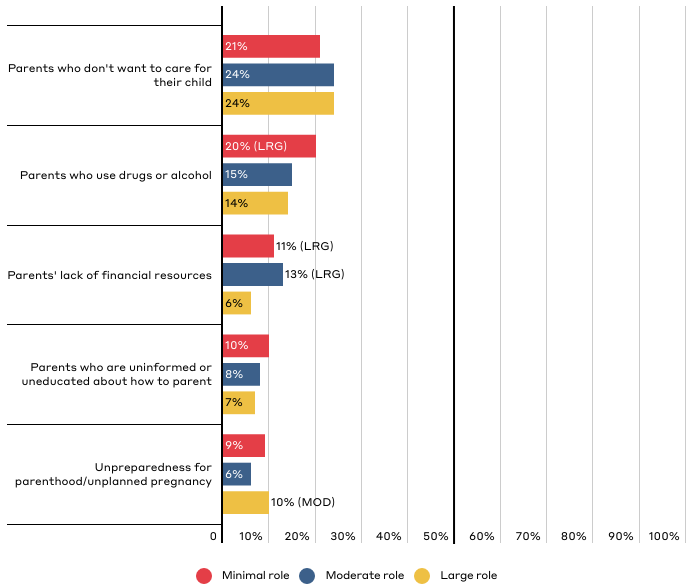 Parents who don't want to care for
their child
21%
24%
24%
Parents who use drugs or alcohol
20% (LRG)
15%
14%
Parents' lack of financial resources
11% (LRG)
13% (LRG)
6%
Parents who are uninformed or
uneducated about how to parent
10%
8%
7%
Unpreparedness for
parenthood/unplanned pregnancy
9%
6%
10% (MOD)
0 10% 20% 30% 40% 50% 60% 70% 80% 90% 100%
Minimal role Moderate role Large role